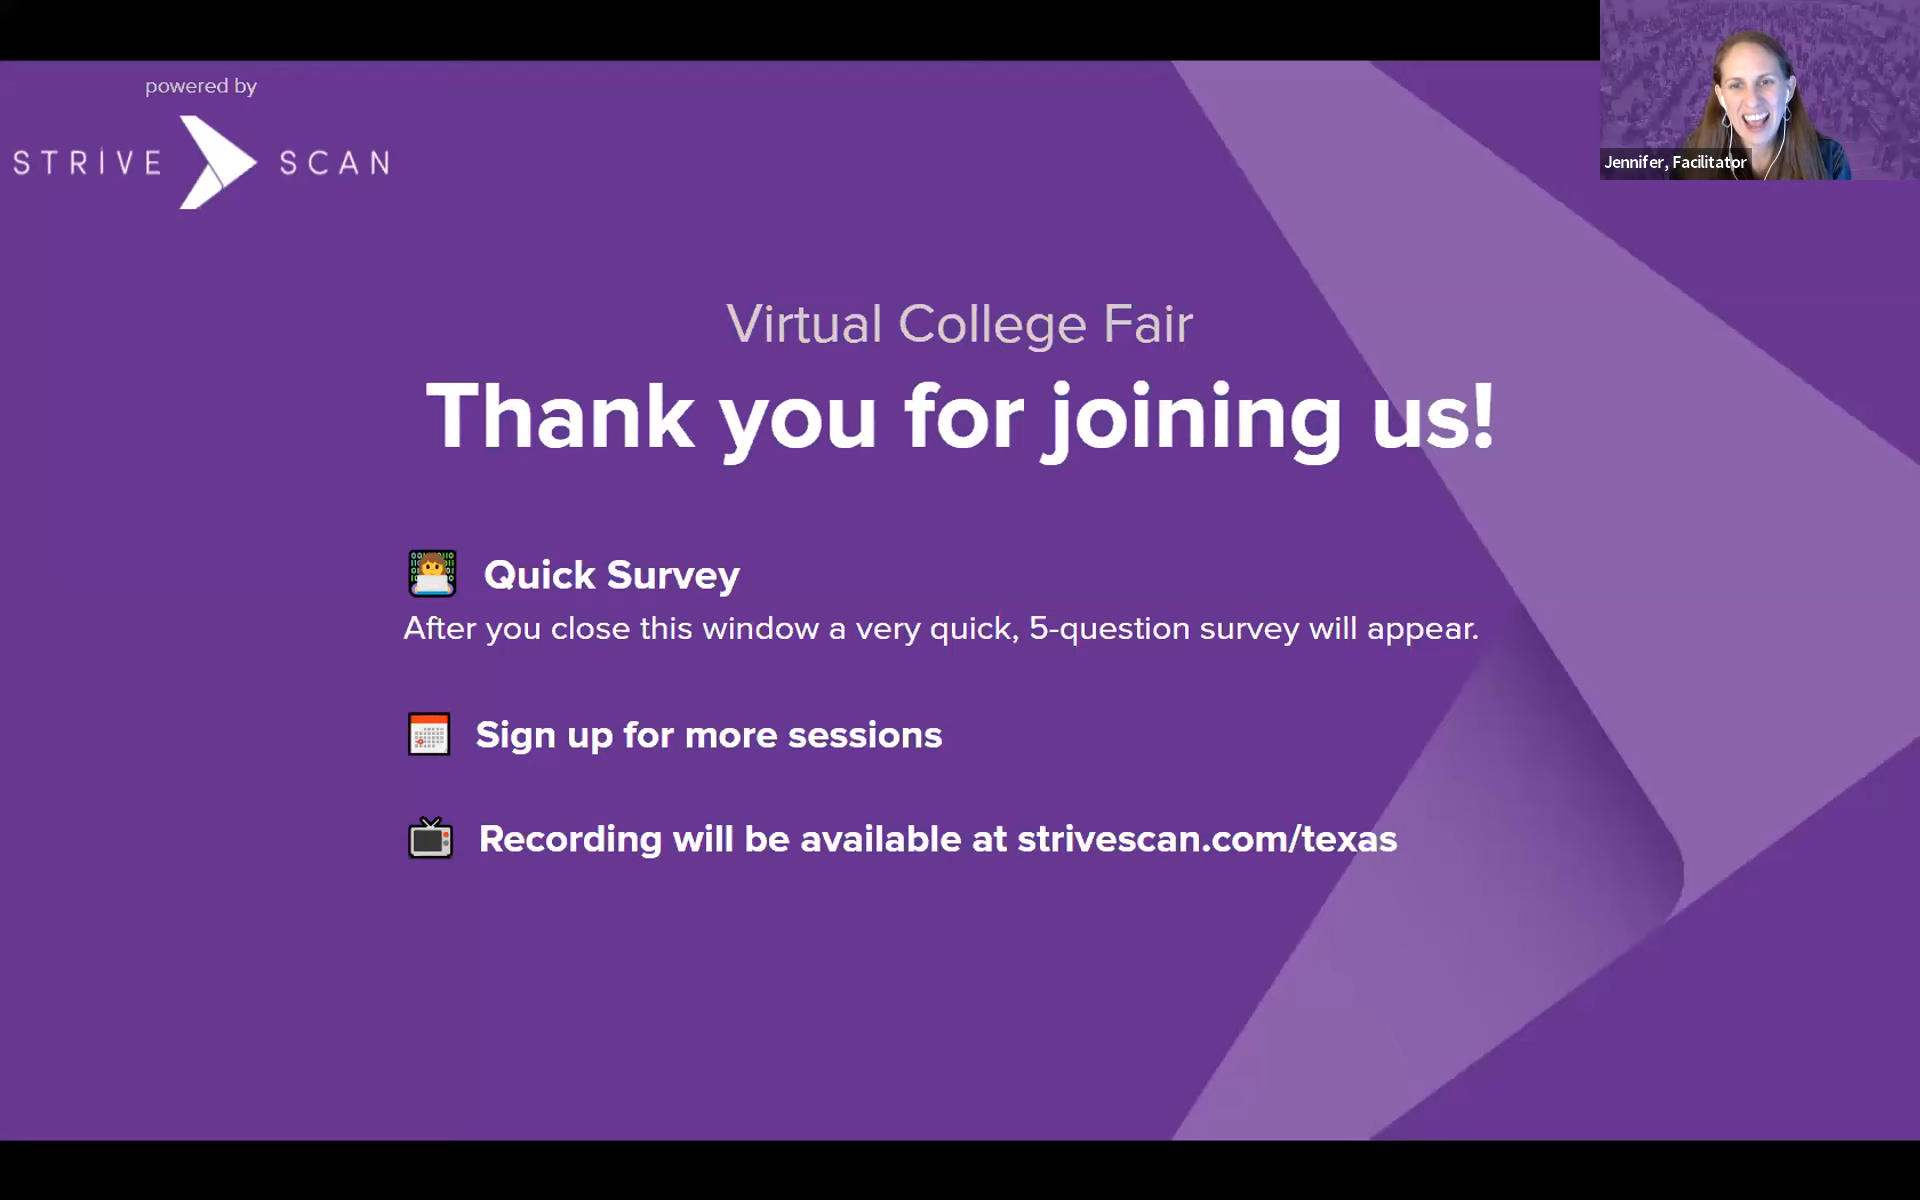 powered by
STRIVE SCAN
Jennifer, Facilitator
Virtual College Fair
Thank you for joining us!
Quick Survey
After you close this window a very quick, 5-question survey will appear.
Sign up for more sessions
Recording will be available at strivescan.com/texas